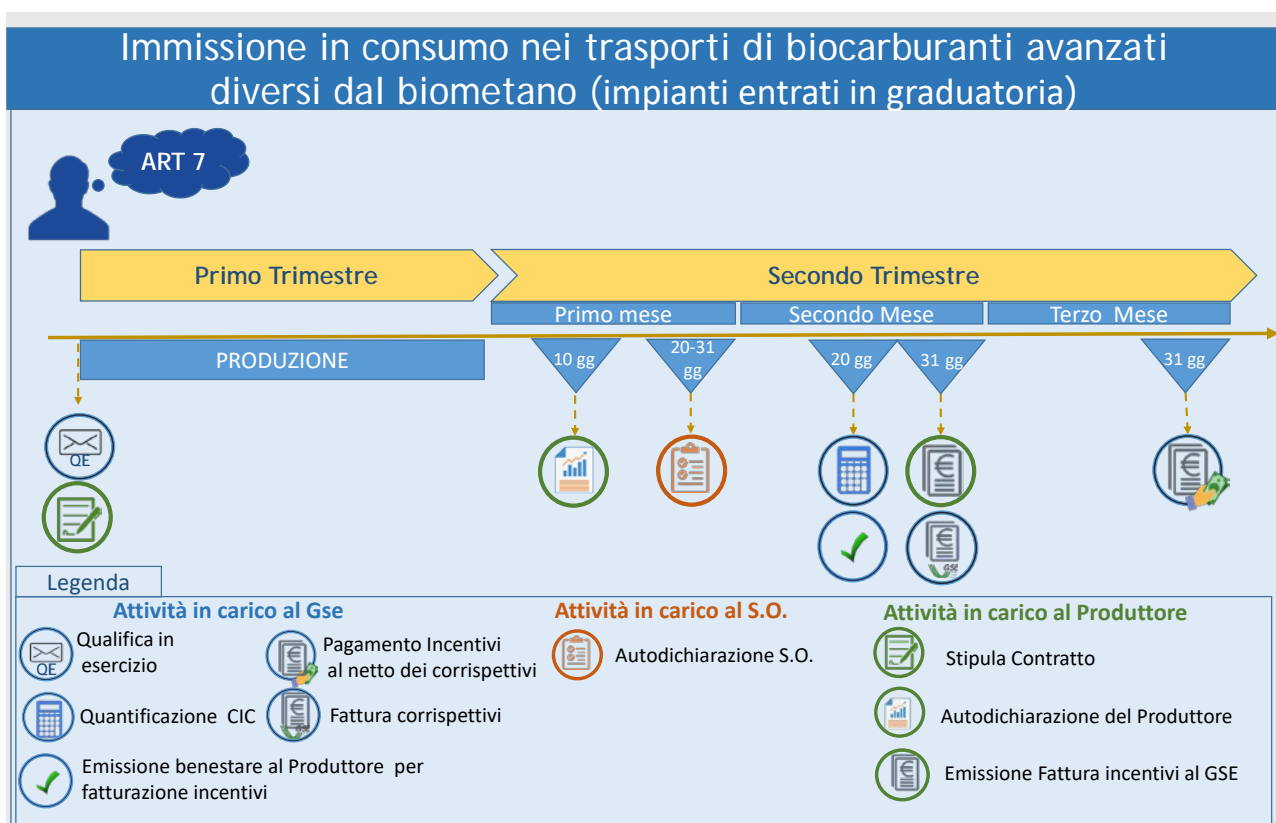 Immissione in consumo nei trasporti di biocarburanti avanzati
diversi dal biometano (impianti entrati in graduatoria)
ART 7
Primo Trimestre
Secondo Trimestre
Primo mese
Secondo Mese
Terzo Mese
PRODUZIONE
10 gg
20-31
gg
20 gg
31 gg
31 gg
QE
GSE
Legenda
Attività in carico al Gse
Qualifica in
esercizio
QE
Pagamento Incentivi
al netto dei corrispettivi
Quantificazione CIC
GSE
Fattura corrispettivi
Emissione benestare al Produttore per
fatturazione incentivi
Attività in carico al S.O.
Autodichiarazione S.O.
Attività in carico al Produttore
Stipula Contratto
Autodichiarazione del Produttore
Emissione Fattura incentivi al GSE